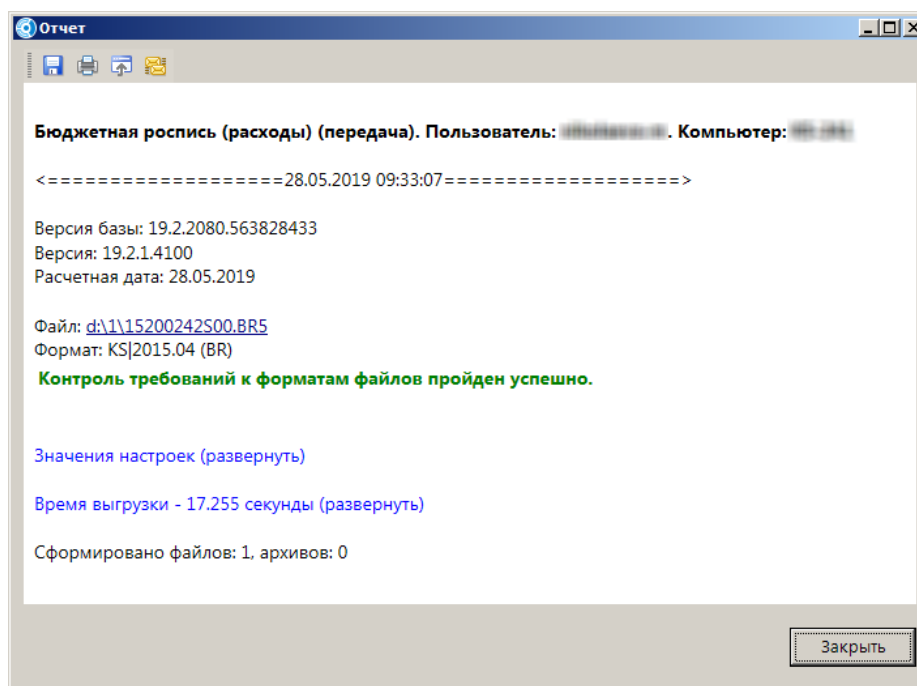 Отчет
Бюджетная роспись (расходы) (передача). Пользователь: . Компьютер:
<===================28.05.2019 09:33:07===================>
Версия базы: 19.2.2080.563828433
Версия: 19.2.1.4100
Расчетная дата: 28.05.2019
Файл: d:\1\15200242S00.BR5
Формат: KS|2015.04 (BR)
Контроль требований к форматам файлов пройден успешно.
Значения настроек (развернуть)
Время выгрузки - 17.255 секунды (развернуть)
Сформировано файлов: 1, архивов: 0
Закрыть